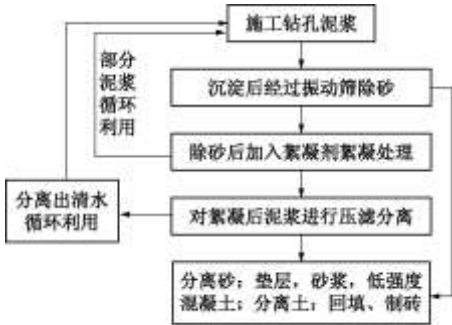 施工钻孔泥浆
部分
泥浆
循环
利用
沉淀后经过振动筛除砂
除砂后加入絮凝剂絮凝处理
分离出清水
循环利用
对絮凝后泥浆进行压滤分离
分离砂：垫层，砂浆，低强度
混凝土；分离土：回填、制砖